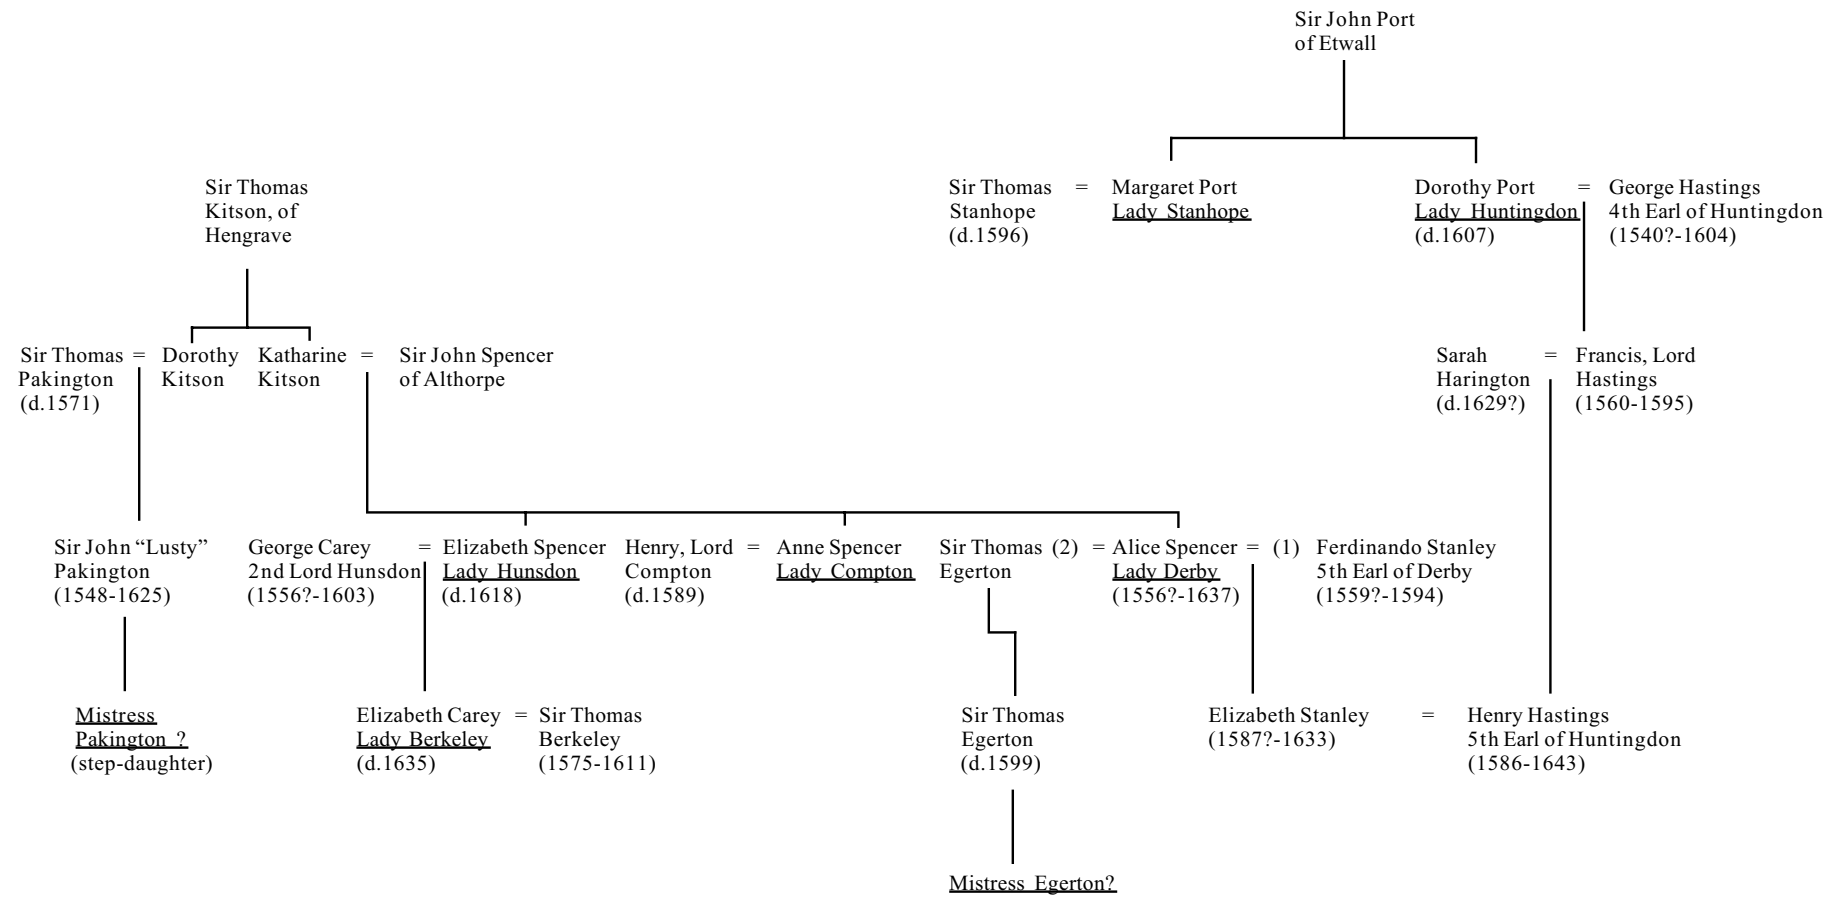 Sir John Port
of Etwall
Sir Thomas
Kitson, of
Hengrave
Sir Thomas
Stanhope
(d.1596)
=
Margaret Port
Lady Stanhope
Dorothy Port
Lady Huntingdon
(d.1607)
=
George Hastings
4th Earl of Huntingdon
(1540?-1604)
Sir Thomas
Pakington
(d.1571)
=
Dorothy
Kitson
Katharine
Kitson
=
Sir John Spencer
of Althorpe
Sarah
Harington
(d.1629?)
=
Francis, Lord
Hastings
(1560-1595)
Sir John “Lusty”
Pakington
(1548-1625)
George Carey
2nd Lord Hunsdon
(1556?-1603)
=
Elizabeth Spencer
Lady Hunsdon
(d.1618)
Henry, Lord
Compton
(d.1589)
=
Anne Spencer
Lady Compton
Sir Thomas (2)
Egerton
=
Alice Spencer
Lady Derby
(1556?-1637)
=
(1) Ferdinando Stanley
5th Earl of Derby
(1559?-1594)
Mistress
Pakington ?
(step-daughter)
Elizabeth Carey
Lady Berkeley
(d.1635)
=
Sir Thomas
Berkeley
(1575-1611)
Sir Thomas
Egerton
(d.1599)
Elizabeth Stanley
(1587?-1633)
=
Henry Hastings
5th Earl of Huntingdon
(1586-1643)
Mistress Egerton?